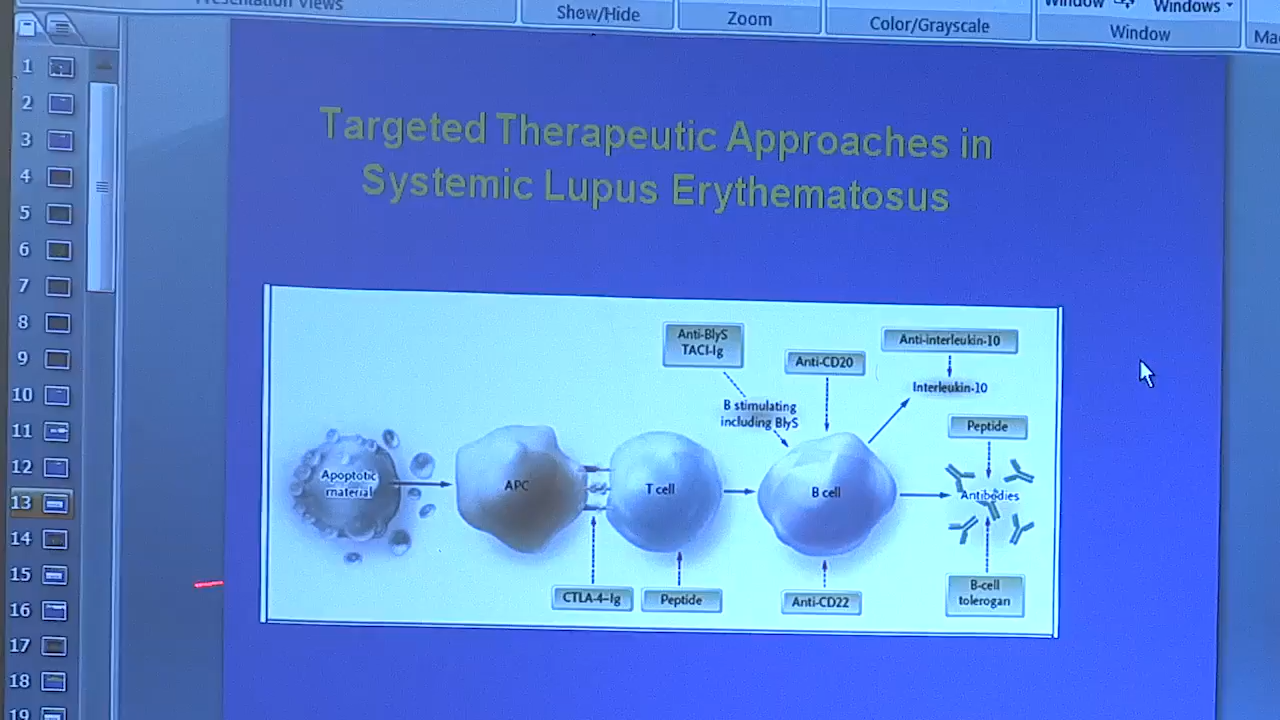 Presentation Views
Show/Hide
Zoom
Color/Grayscale
Window
Windows
Window
1
2
3
4
5
6
7
8
9
10
11
12
13
14
15
16
17
18
19
Targeted Therapeutic Approaches in
Systemic Lupus Erythematosus
Anti-BlyS
TACI-Ig
Anti-CD20
Anti-interleukin-10
B stimulating
including BlyS
Interleukin-10
Peptide
Apoptotic
material
APC
T cell
B cell
Antibodies
CTLA-4-Ig
Peptide
Anti-CD22
B-cell
tolerogan